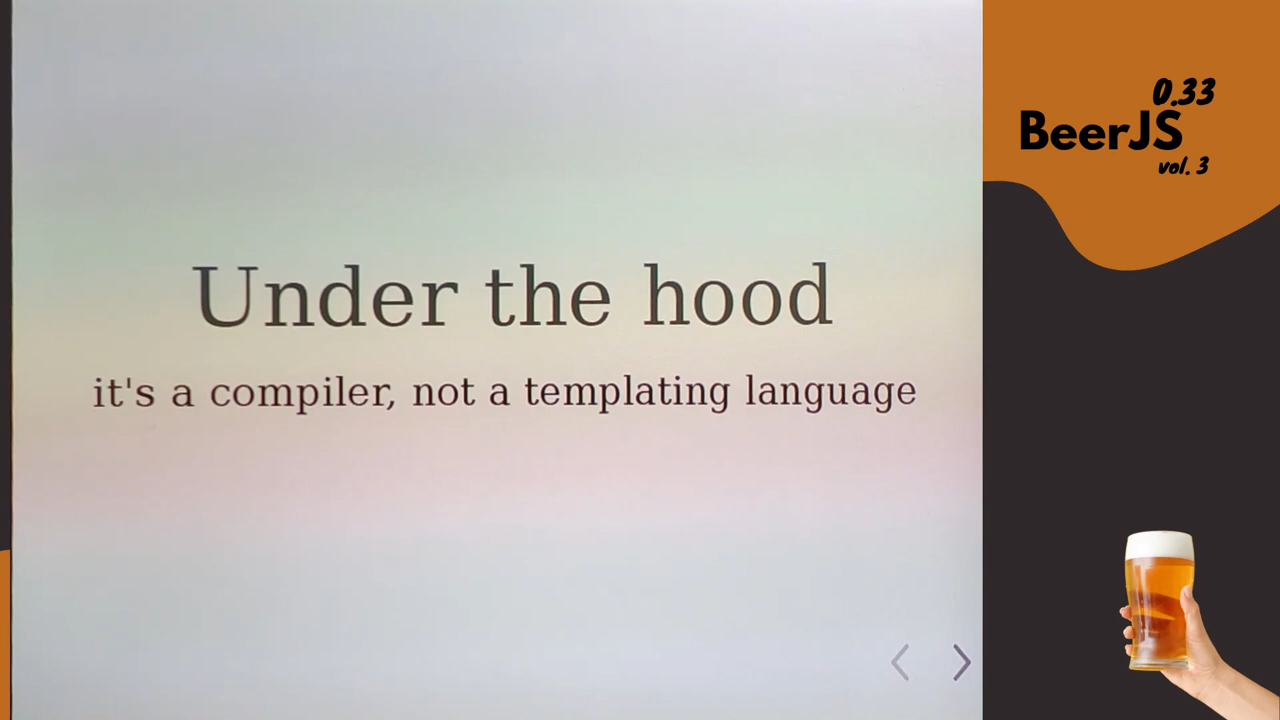 Under the hood
it's a compiler, not a templating language
0.33
BeerJS
vol. 3